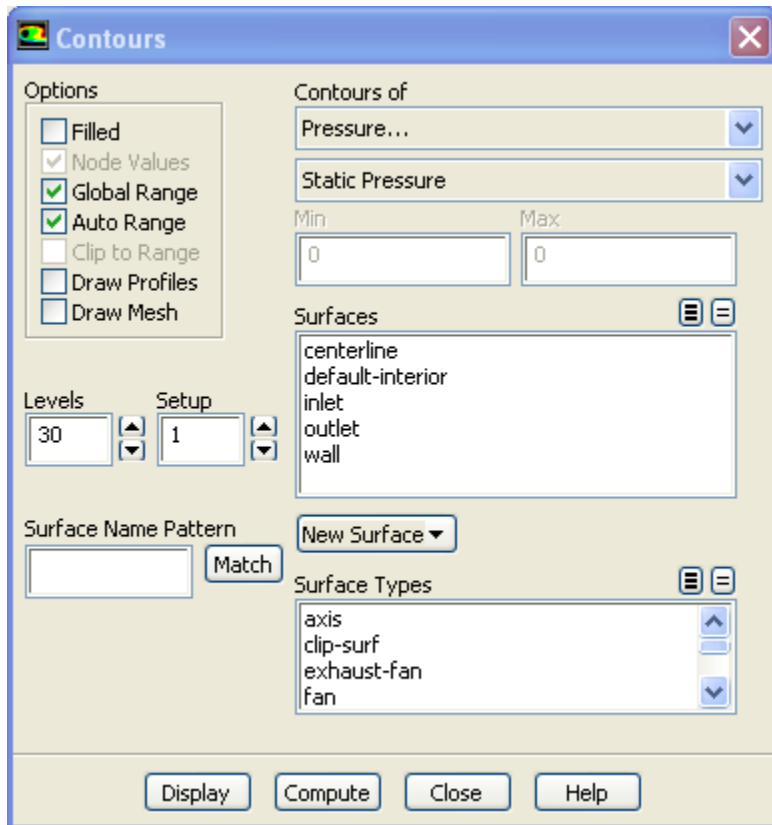 Contours
Options
Filled
Node Values
Global Range
Auto Range
Clip to Range
Draw Profiles
Draw Mesh
Levels Setup
30 1
Surface Name Pattern
Match
Contours of
Pressure...
Static Pressure
Min Max
0 0
Surfaces
centerline
default-interior
inlet
outlet
wall
New Surface
Surface Types
axis
clip-surf
exhaust-fan
fan
Display Compute Close Help